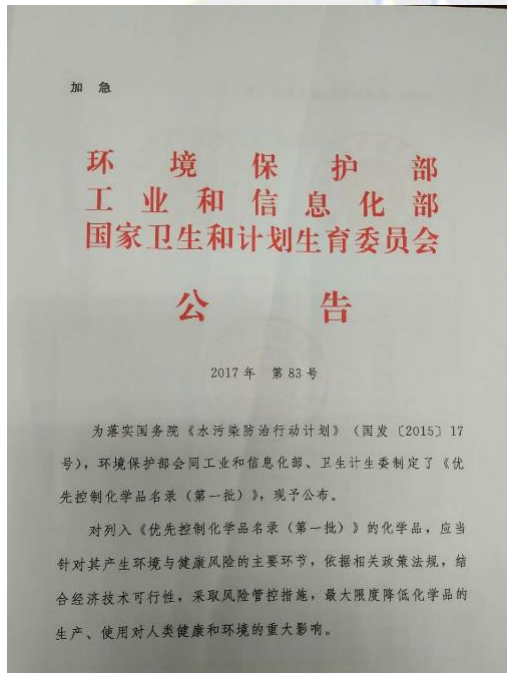 加 急
环境保护部
工业和信息化部
国家卫生和计划生育委员会
公 告
2017年 第83号
为落实国务院《水污染防治行动计划》（国发〔2015〕17
号），环境保护部会同工业和信息化部、卫生计生委制定了《优
先控制化学品名录（第一批）》，现予公布。
对列入《优先控制化学品名录（第一批）》的化学品，应当
针对其产生环境与健康风险的主要环节，依据相关政策法规，结
合经济技术可行性，采取风险管控措施，最大限度降低化学品的
生产、使用对人类健康和环境的重大影响。